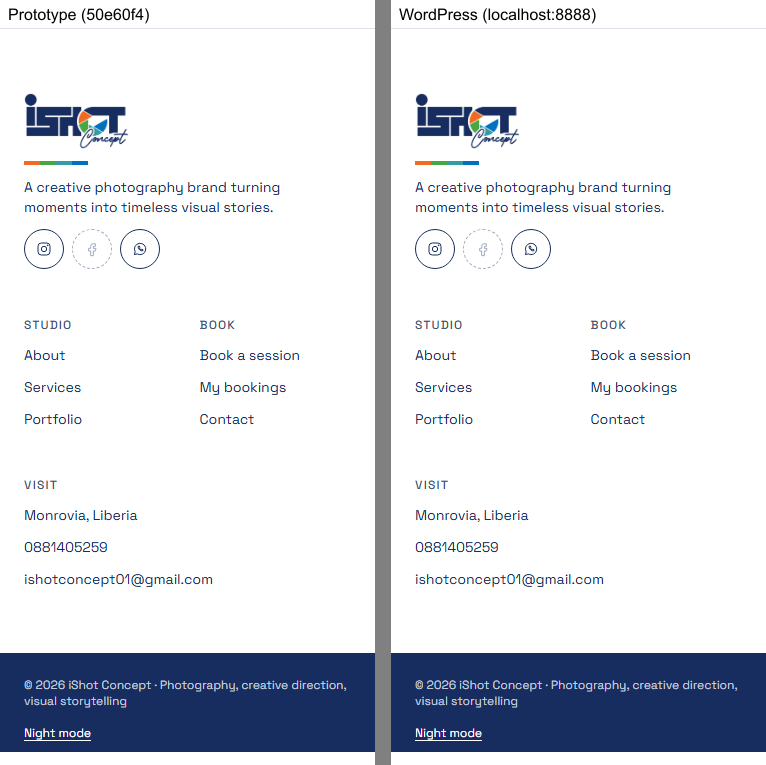 Prototype (50e60f4)
iSHOT
Concept
A creative photography brand turning
moments into timeless visual stories.
STUDIO
BOOK
About
Book a session
Services
My bookings
Portfolio
Contact
VISIT
Monrovia, Liberia
0881405259
ishotconcept01@gmail.com
© 2026 iShot Concept · Photography, creative direction,
visual storytelling
Night mode
WordPress (localhost:8888)
iSHOT
Concept
A creative photography brand turning
moments into timeless visual stories.
STUDIO
BOOK
About
Book a session
Services
My bookings
Portfolio
Contact
VISIT
Monrovia, Liberia
0881405259
ishotconcept01@gmail.com
© 2026 iShot Concept · Photography, creative direction,
visual storytelling
Night mode